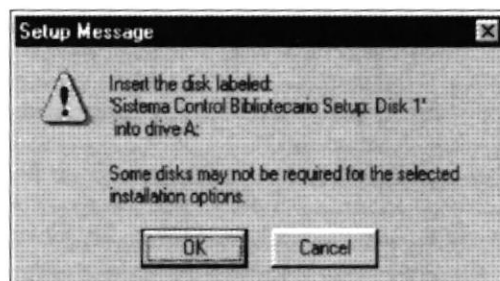 Setup Message
Insert the disk labeled:
'Sistema Control Bibliotecario Setup: Disk 1'
into drive A:
Some disks may not be required for the selected
installation options.
OK
Cancel